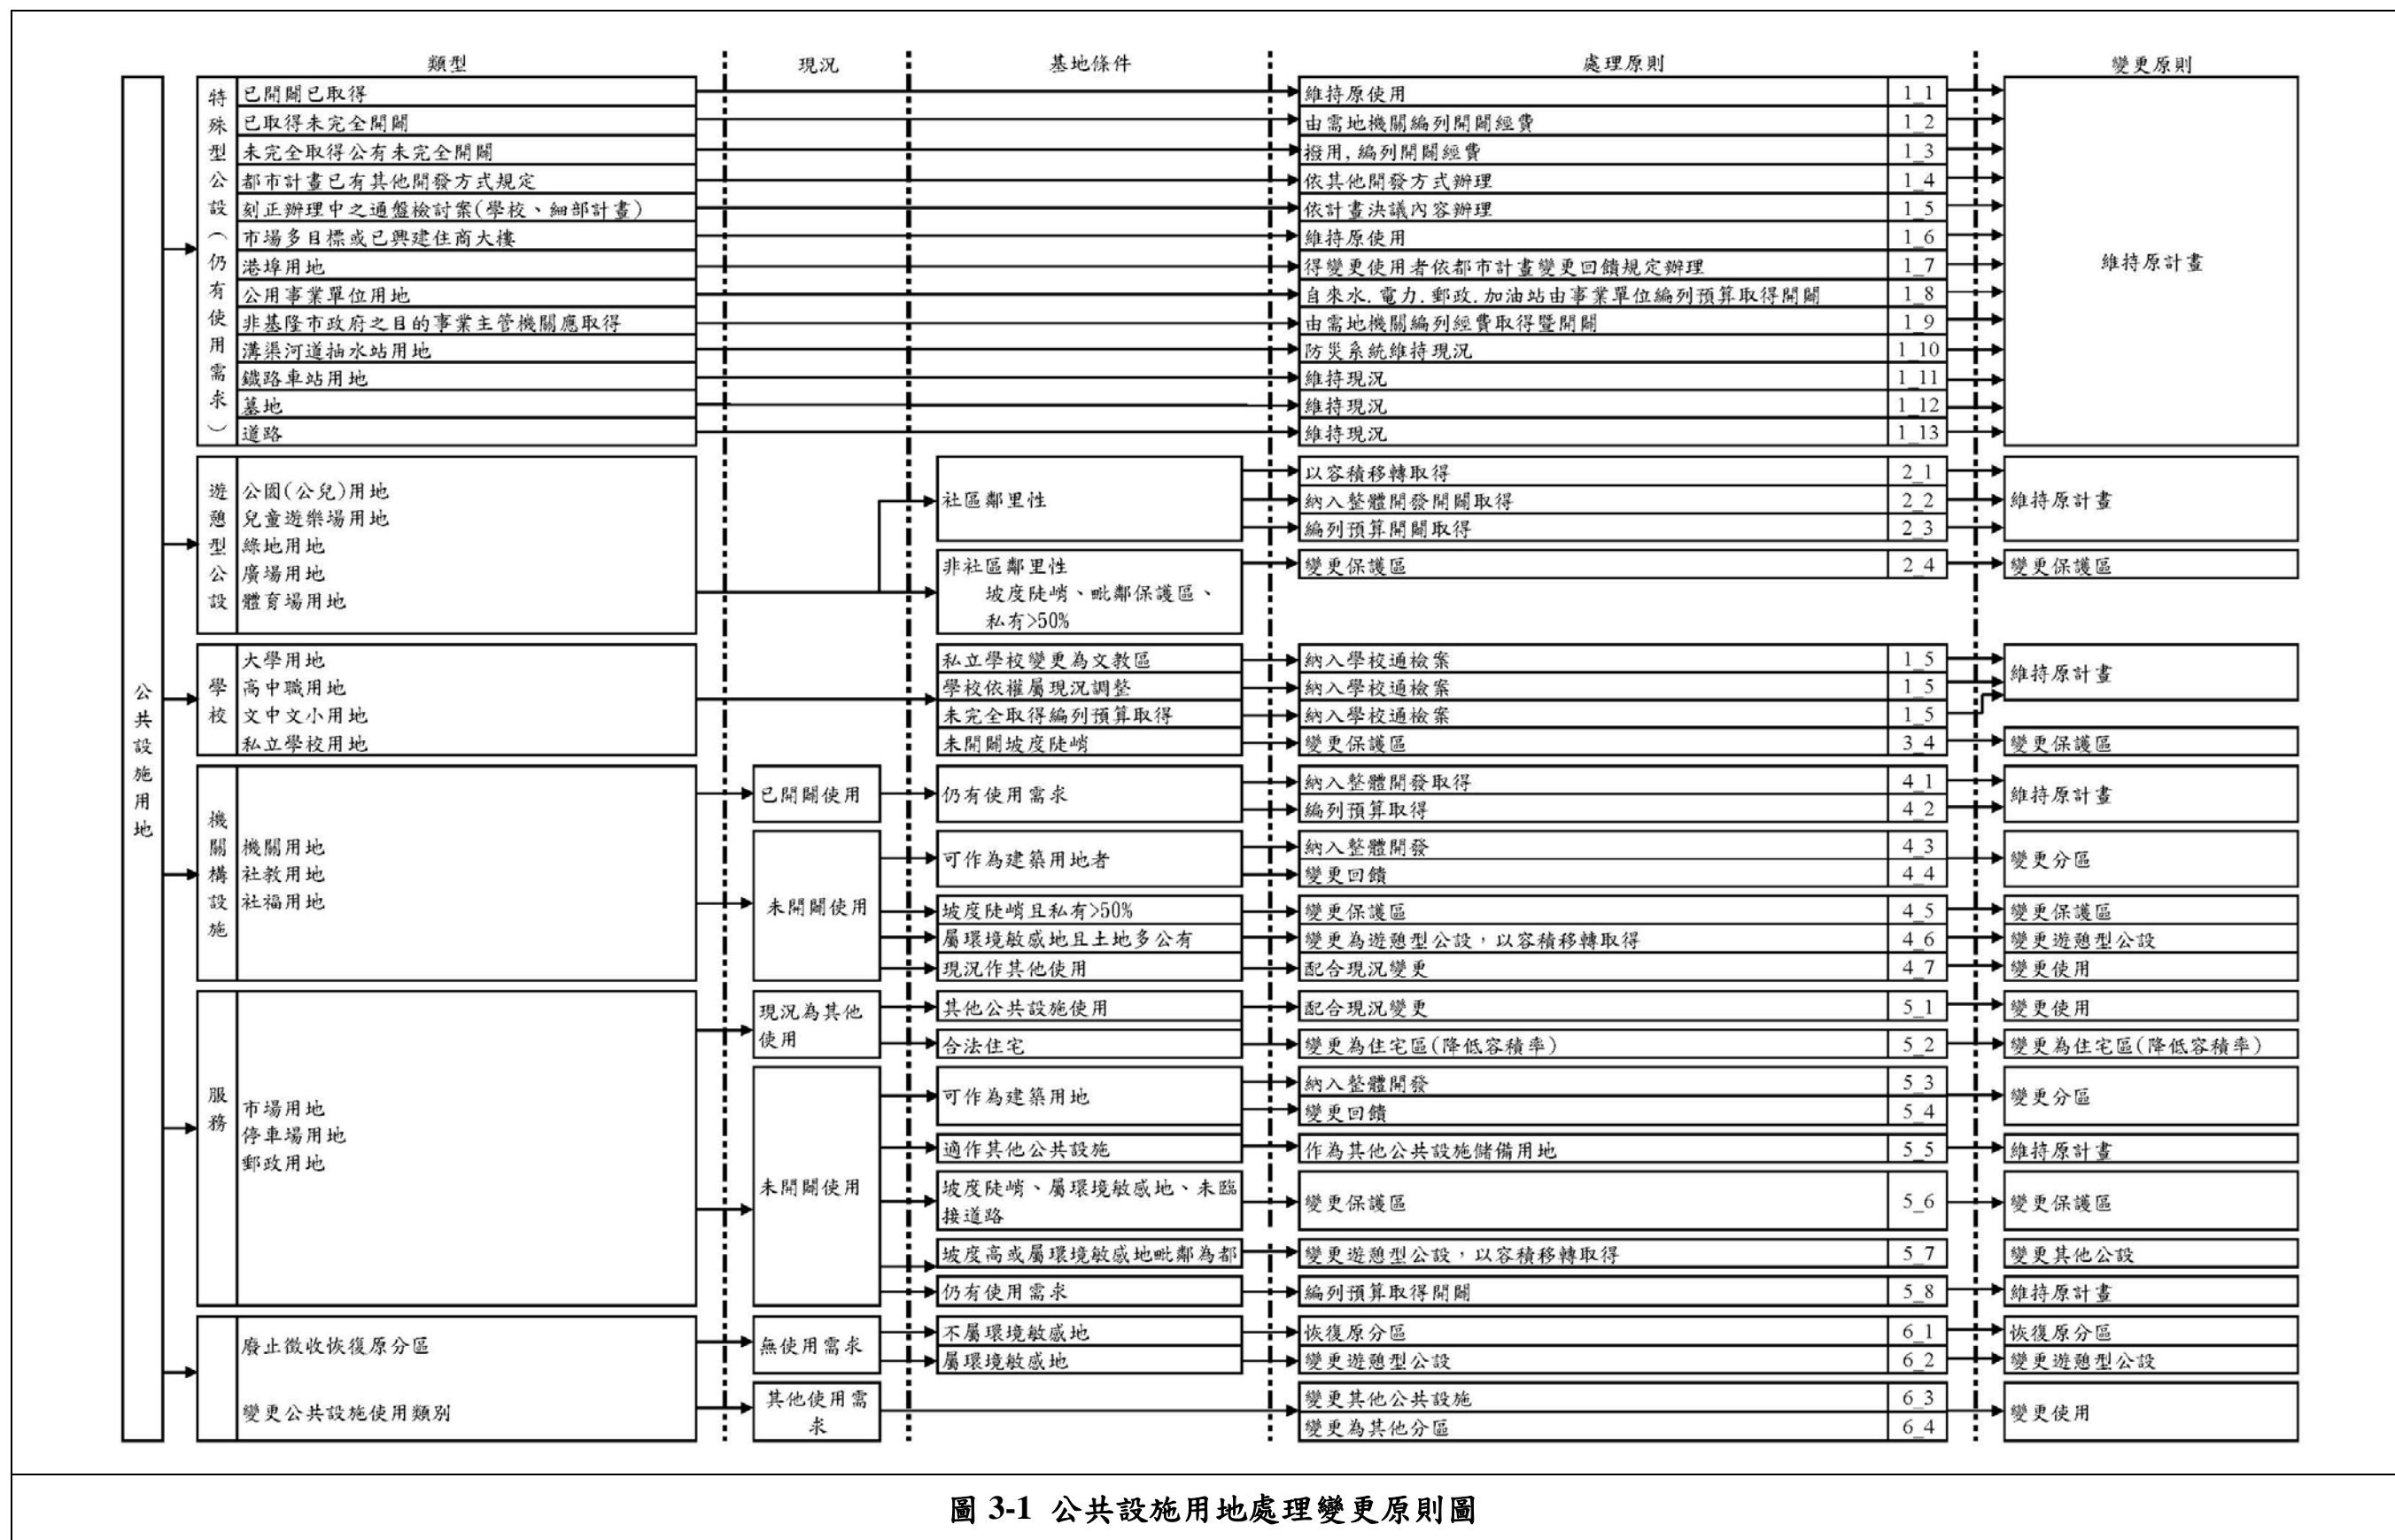 類型 現況 基地條件 處理原則 變更原則
公共設施用地
特殊型公設（仍有使用需求）
已開闢已取得 維持原使用 1_1
已取得未完全開闢 由需地機關編列開闢經費 1_2
未完全取得公有未完全開闢 撥用,編列開闢經費 1_3
都市計畫已有其他開發方式規定 依其他開發方式辦理 1_4
刻正辦理中之通盤檢討案(學校、細部計畫) 依計畫決議內容辦理 1_5
市場多目標或已興建住商大樓 維持原使用 1_6
港埠用地 得變更使用者依都市計畫變更回饋規定辦理 1_7
維持原計畫
公用事業單位用地 自來水.電力.郵政.加油站由事業單位編列預算取得開闢 1_8
非基隆市政府之目的事業主管機關應取得 由需地機關編列經費取得暨開闢 1_9
溝渠河道抽水站用地 防災系統維持現況 1_10
鐵路車站用地 維持現況 1_11
墓地 維持現況 1_12
道路 維持現況 1_13
遊憩型公設
公園(公兒)用地
兒童遊樂場用地
綠地用地
廣場用地
體育場用地
社區鄰里性
以容積移轉取得 2_1
納入整體開發開闢取得 2_2
編列預算開闢取得 2_3
維持原計畫
非社區鄰里性
坡度陡峭、毗鄰保護區、
私有>50%
變更保護區 2_4 變更保護區
學校
大學用地
高中職用地
文中文小用地
私立學校用地
私立學校變更為文教區 納入學校通檢案 1_5
學校依權屬現況調整 納入學校通檢案 1_5
未完全取得編列預算取得 納入學校通檢案 1_5
維持原計畫
未開闢坡度陡峭 變更保護區 3_4 變更保護區
機關構設施
機關用地
社教用地
社福用地
已開闢使用 仍有使用需求
納入整體開發取得 4_1
編列預算取得 4_2
維持原計畫
未開闢使用
可作為建築用地者
納入整體開發 4_3
變更回饋 4_4
變更分區
坡度陡峭且私有>50% 變更保護區 4_5 變更保護區
屬環境敏感地且土地多公有 變更為遊憩型公設，以容積移轉取得 4_6 變更遊憩型公設
現況作其他使用 配合現況變更 4_7 變更使用
服務
市場用地
停車場用地
郵政用地
現況為其他
使用
其他公共設施使用 配合現況變更 5_1 變更使用
合法住宅 變更為住宅區(降低容積率) 5_2 變更為住宅區(降低容積率)
未開闢使用
可作為建築用地
納入整體開發 5_3
變更回饋 5_4
變更分區
適作其他公共設施 作為其他公共設施儲備用地 5_5 維持原計畫
坡度陡峭、屬環境敏感地、未臨
接道路
變更保護區 5_6 變更保護區
坡度高或屬環境敏感地毗鄰為都 變更遊憩型公設，以容積移轉取得 5_7 變更其他公設
仍有使用需求 編列預算取得開闢 5_8 維持原計畫
廢止徵收恢復原分區
無使用需求
不屬環境敏感地 恢復原分區 6_1 恢復原分區
屬環境敏感地 變更遊憩型公設 6_2 變更遊憩型公設
變更公共設施使用類別
其他使用需
求
變更其他公共設施 6_3
變更為其他分區 6_4
變更使用
圖 3-1 公共設施用地處理變更原則圖